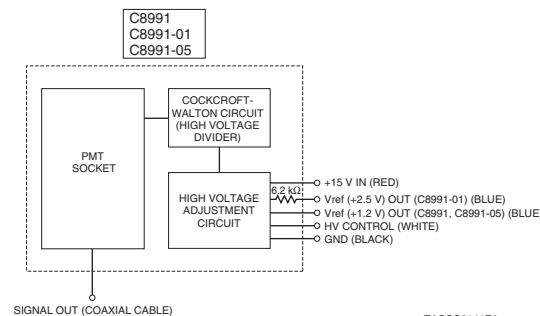 C8991
C8991-01
C8991-05
COCKCROFT-
WALTON CIRCUIT
(HIGH VOLTAGE
DIVIDER)
PMT
SOCKET
HIGH VOLTAGE
ADJUSTMENT
CIRCUIT
+15 V IN (RED)
6.2 kΩ
Vref (+2.5 V) OUT (C8991-01) (BLUE)
Vref (+1.2 V) OUT (C8991, C8991-05) (BLUE
HV CONTROL (WHITE)
GND (BLACK)
SIGNAL OUT (COAXIAL CABLE)